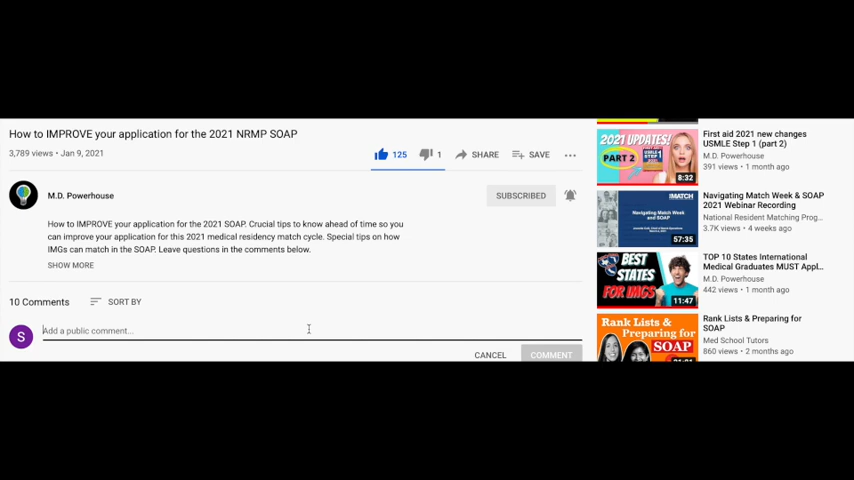 How to IMPROVE your application for the 2021 NRMP SOAP
3,789 views • Jan 9, 2021
125
1
SHARE
SAVE
M.D. Powerhouse
SUBSCRIBED
How to IMPROVE your application for the 2021 SOAP. Crucial tips to know ahead of time so you
can improve your application for this 2021 medical residency match cycle. Special tips on how
IMGs can match in the SOAP. Leave questions in the comments below.
SHOW MORE
10 Comments
SORT BY
S
Add a public comment...
CANCEL
COMMENT
2021 UPDATES!
PART 2
USMLE
STEP 1
8:32
First aid 2021 new changes
USMLE Step 1 (part 2)
M.D. Powerhouse
391 views • 1 month ago
MATCH
Navigating Match Week
and SOAP
57:35
Navigating Match Week & SOAP
2021 Webinar Recording
National Resident Matching Prog...
3.7K views • 4 weeks ago
BEST
STATES
FOR IMGS
11:47
TOP 10 States International
Medical Graduates MUST Appl...
M.D. Powerhouse
442 views • 1 month ago
Rank Lists &
Preparing for
SOAP
Rank Lists & Preparing for
SOAP
Med School Tutors
860 views • 2 months ago